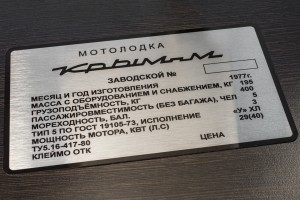 МОТОЛОДКА
КРЫМ-М
ЗАВОДСКОЙ №
МЕСЯЦ И ГОД ИЗГОТОВЛЕНИЯ 1977г.
МАССА С ОБОРУДОВАНИЕМ И СНАБЖЕНИЕМ, КГ 195
ГРУЗОПОДЪЁМНОСТЬ, КГ 400
ПАССАЖИРОВМЕСТИМОСТЬ (БЕЗ БАГАЖА), ЧЕЛ 5
МОРЕХОДНОСТЬ, БАЛ. 3
ТИП 5 ПО ГОСТ 19105-73, ИСПОЛНЕНИЕ «У» ХЛ
МОЩНОСТЬ МОТОРА, КВТ (Л.С) 29(40)
ТУ5.16-417-80
КЛЕЙМО ОТК ЦЕНА